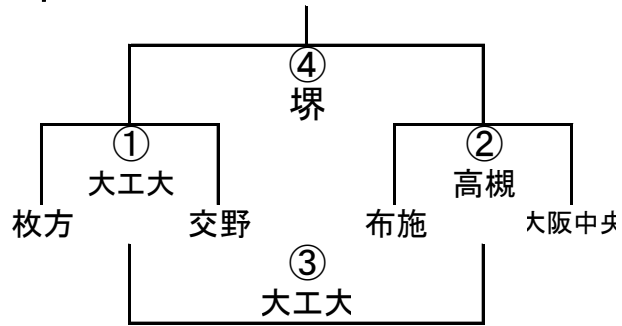 ④
堺
①
②
大工大
高槻
枚方
交野
布施
大阪中央
③
大工大